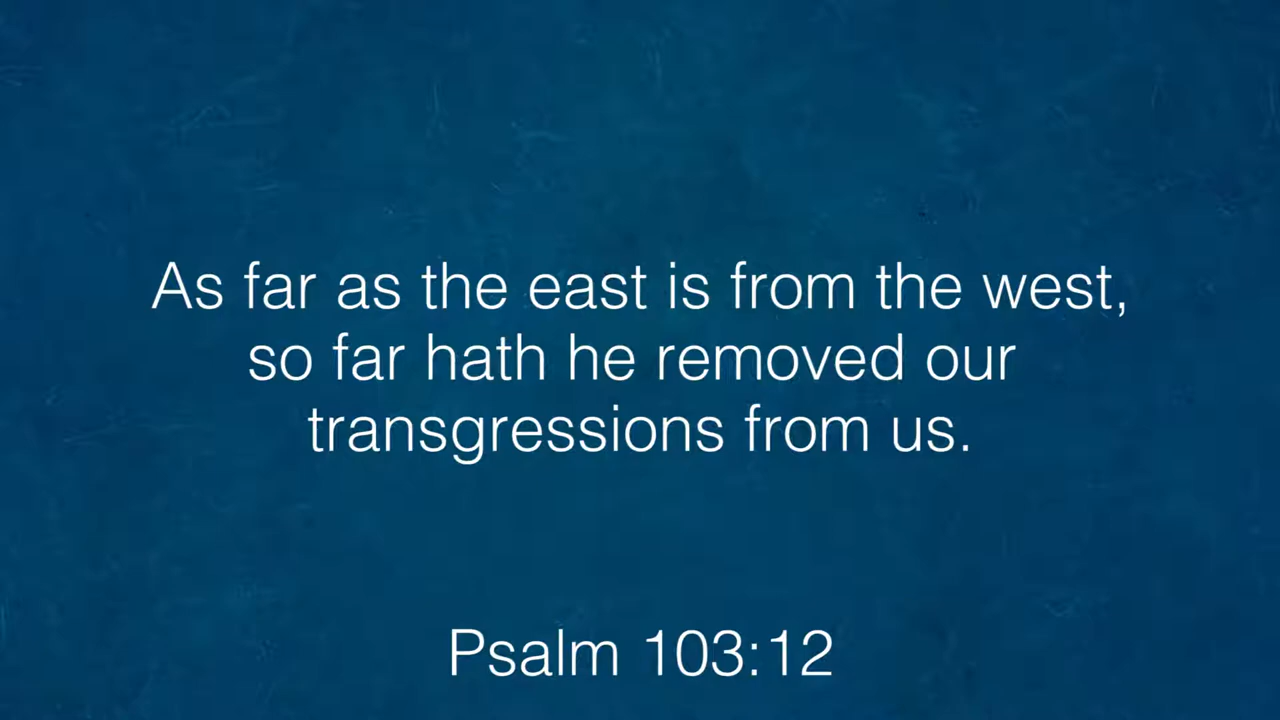 As far as the east is from the west,
so far hath he removed our
transgressions from us.
Psalm 103:12